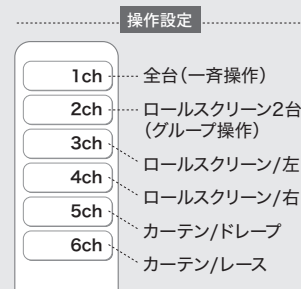 操作設定
1ch 全台(一斉操作)
2ch ロールスクリーン2台
(グループ操作)
3ch ロールスクリーン/左
4ch ロールスクリーン/右
5ch カーテン/ドレープ
6ch カーテン/レース